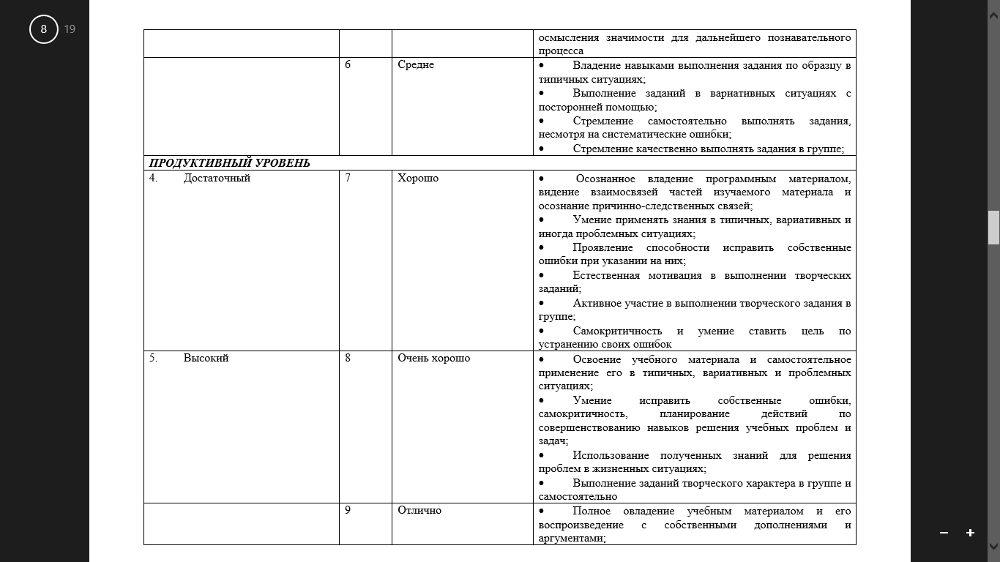 8 19
осмысления значимости для дальнейшего познавательного
процесса
6 Средне • Владение навыками выполнения задания по образцу в
типичных ситуациях;
• Выполнение заданий в вариативных ситуациях с
посторонней помощью;
• Стремление самостоятельно выполнять задания,
несмотря на систематические ошибки;
• Стремление качественно выполнять задания в группе;
ПРОДУКТИВНЫЙ УРОВЕНЬ
4. Достаточный 7 Хорошо • Осознанное владение программным материалом,
видение взаимосвязей частей изучаемого материала и
осознание причинно-следственных связей;
• Умение применять знания в типичных, вариативных и
иногда проблемных ситуациях;
• Проявление способности исправить собственные
ошибки при указании на них;
• Естественная мотивация в выполнении творческих
заданий;
• Активное участие в выполнении творческого задания в
группе;
• Самокритичность и умение ставить цель по
устранению своих ошибок
5. Высокий 8 Очень хорошо • Освоение учебного материала и самостоятельное
применение его в типичных, вариативных и проблемных
ситуациях;
• Умение исправить собственные ошибки,
самокритичность, планирование действий по
совершенствованию навыков решения учебных проблем и
задач;
• Использование полученных знаний для решения
проблем в жизненных ситуациях;
• Выполнение заданий творческого характера в группе и
самостоятельно
9 Отлично • Полное овладение учебным материалом и его
воспроизведение с собственными дополнениями и
аргументами;